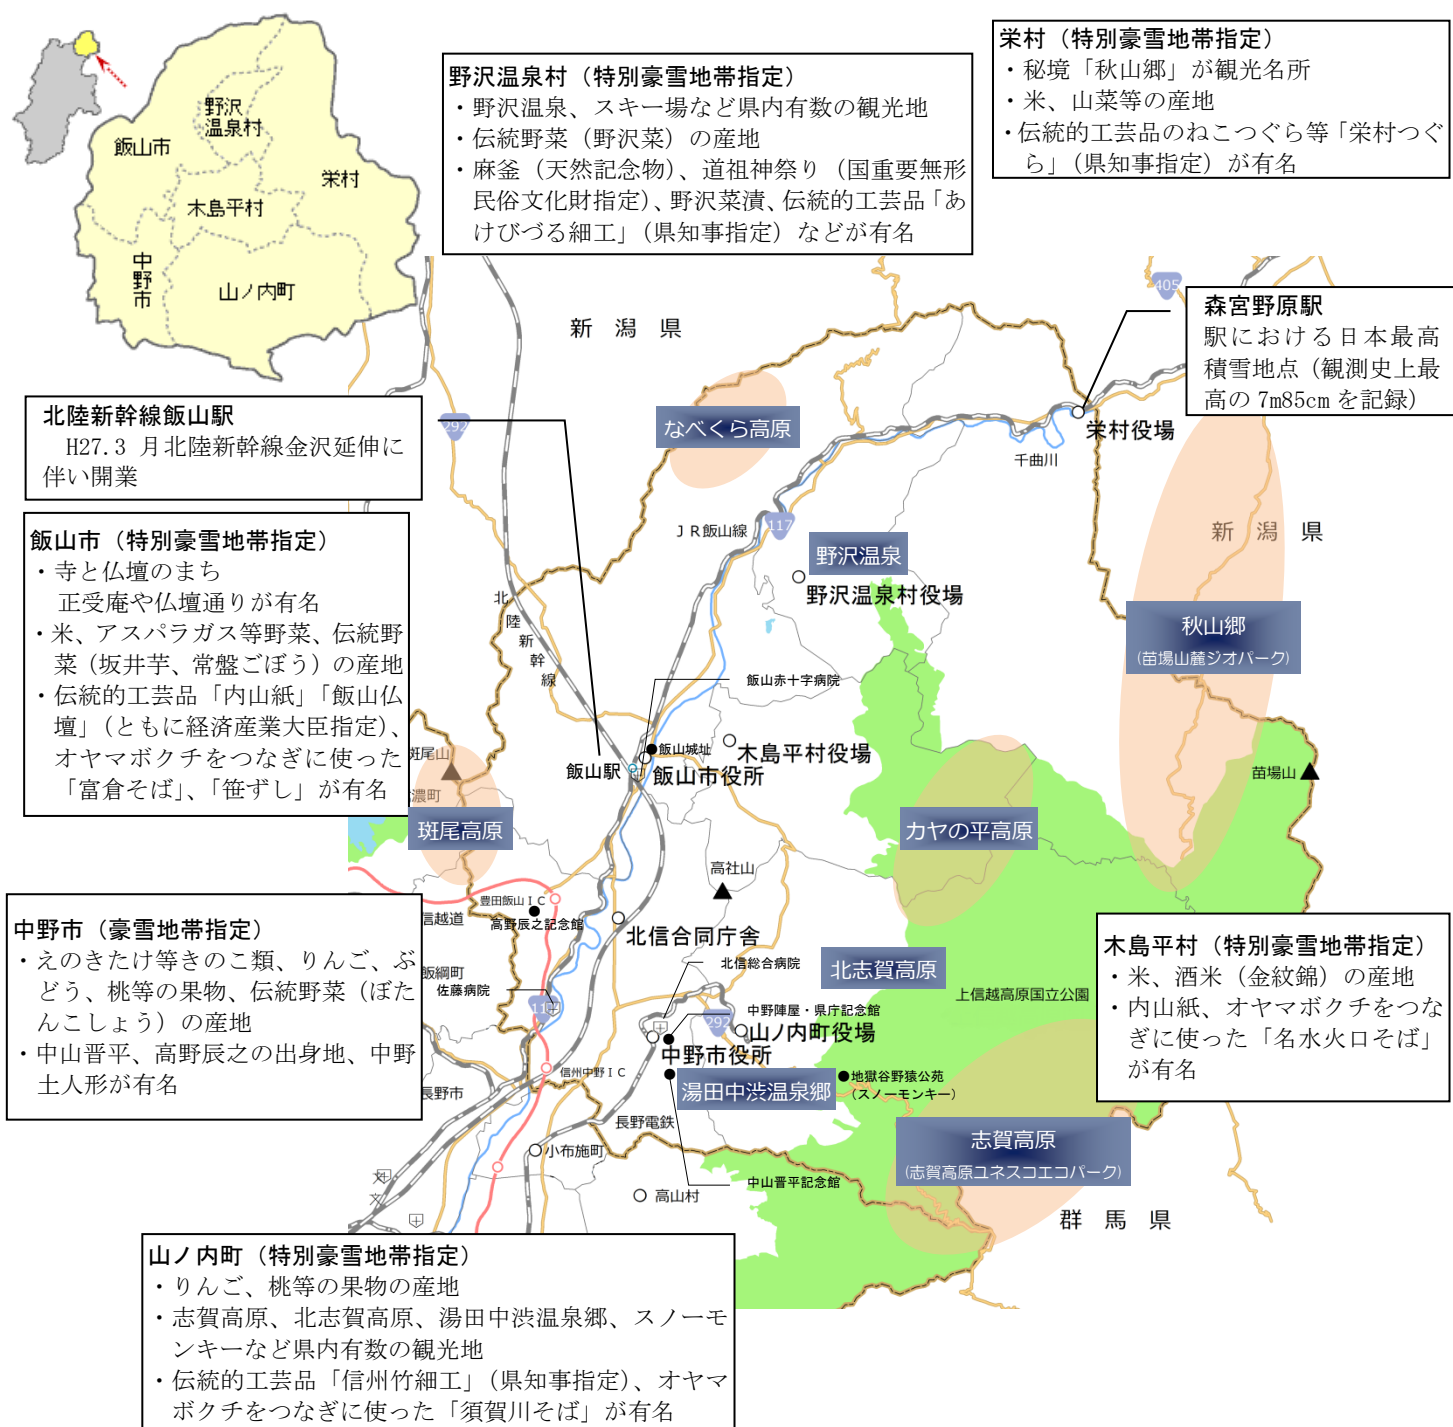 野沢
温泉村
飯山市
栄村
木島平村
中
野
市
山ノ内町
野沢温泉村（特別豪雪地帯指定）
・野沢温泉、スキー場など県内有数の観光地
・伝統野菜（野沢菜）の産地
・麻釜（天然記念物）、道祖神祭り（国重要無形
民俗文化財指定）、野沢菜漬、伝統的工芸品「あ
けびづる細工」（県知事指定）などが有名
栄村（特別豪雪地帯指定）
・秘境「秋山郷」が観光名所
・米、山菜等の産地
・伝統的工芸品のねこつぐら等「栄村つぐ
ら」（県知事指定）が有名
森宮野原駅
駅における日本最高
積雪地点（観測史上最
高の 7m85cm を記録）
北陸新幹線飯山駅
H27.3 月北陸新幹線金沢延伸に
伴い開業
飯山市（特別豪雪地帯指定）
・寺と仏壇のまち
正受庵や仏壇通りが有名
・米、アスパラガス等野菜、伝統野
菜（坂井芋、常盤ごぼう）の産地
・伝統的工芸品「内山紙」「飯山仏
壇」（ともに経済産業大臣指定）、
オヤマボクチをつなぎに使った
「富倉そば」、「笹ずし」が有名
中野市（豪雪地帯指定）
・えのきたけ等きのこ類、りんご、ぶ
どう、桃等の果物、伝統野菜（ぼた
んこしょう）の産地
・中山晋平、高野辰之の出身地、中野
土人形が有名
木島平村（特別豪雪地帯指定）
・米、酒米（金紋錦）の産地
・内山紙、オヤマボクチをつな
ぎに使った「名水火口そば」
が有名
山ノ内町（特別豪雪地帯指定）
・りんご、桃等の果物の産地
・志賀高原、北志賀高原、湯田中渋温泉郷、スノーモ
ンキーなど県内有数の観光地
・伝統的工芸品「信州竹細工」（県知事指定）、オヤマ
ボクチをつなぎに使った「須賀川そば」が有名
新 潟 県
405
292
なべくら高原
栄村役場
千曲川
117
ＪＲ飯山線
新 潟 県
野沢温泉
野沢温泉村役場
北
陸
新
幹
線
秋山郷
(苗場山麓ジオパーク)
飯山赤十字病院
飯山城址
木島平村役場
飯山駅
飯山市役所
斑尾山
濃町
苗場山
斑尾高原
カヤの平高原
高社山
豊田飯山ＩＣ
高野辰之記念館
信越道
北信合同庁舎
飯綱町
佐藤病院
北信総合病院
北志賀高原
上信越高原国立公園
中野陣屋・県庁記念館
292
山ノ内町役場
中野市役所
信州中野ＩＣ
長野市
湯田中渋温泉郷
地獄谷野猿公苑
(スノーモンキー)
長野電鉄
小布施町
志賀高原
(志賀高原ユネスコエコパーク)
中山晋平記念館
高山村
群 馬 県